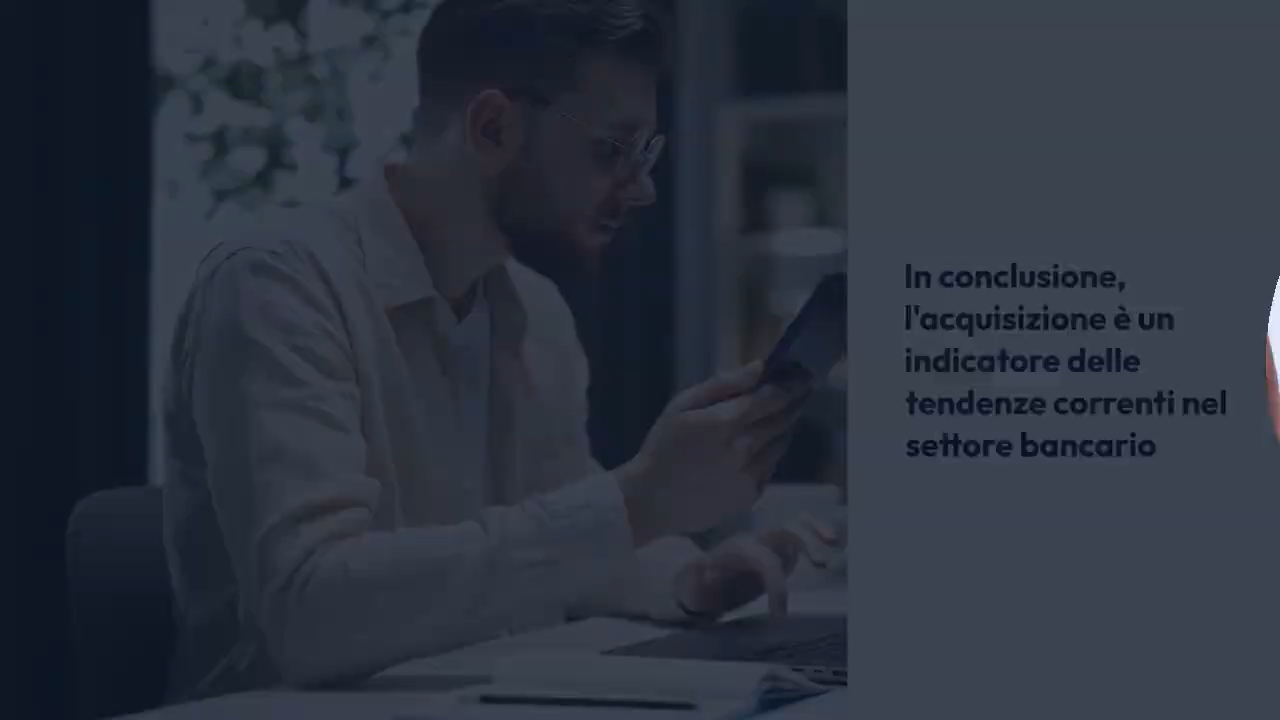 In conclusione,
l'acquisizione è un
indicatore delle
tendenze correnti nel
settore bancario